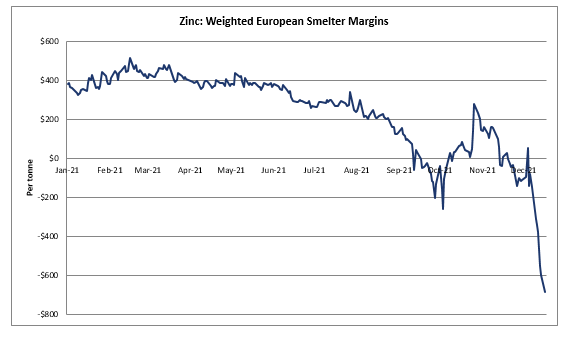 Zinc: Weighted European Smelter Margins
$600
$400
$200
$0
-$200
-$400
-$600
-$800
Per tonne
Jan-21 Feb-21 Mar-21 Apr-21 May-21 Jun-21 Jul-21 Aug-21 Sep-21 Oct-21 Nov-21 Dec-21